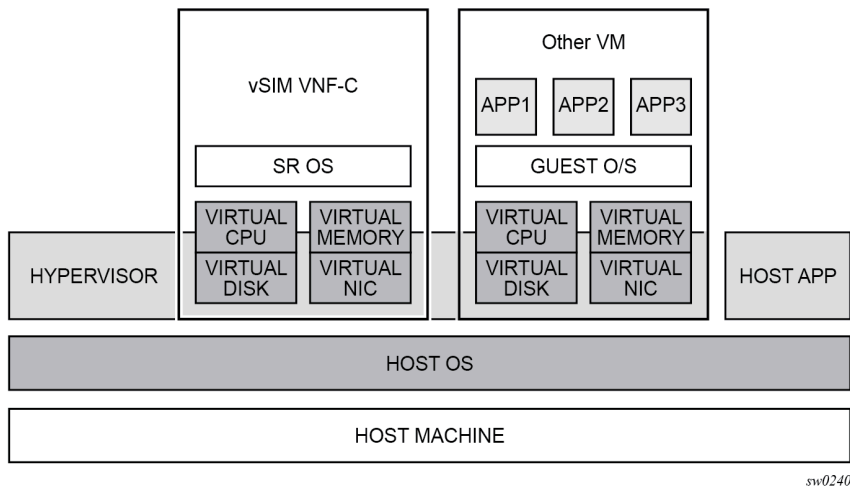 vSIM VNF-C
SR OS
VIRTUAL
CPU
VIRTUAL
MEMORY
VIRTUAL
DISK
VIRTUAL
NIC
Other VM
APP1
APP2
APP3
GUEST O/S
VIRTUAL
CPU
VIRTUAL
MEMORY
VIRTUAL
DISK
VIRTUAL
NIC
HYPERVISOR
HOST APP
HOST OS
HOST MACHINE
sw0240